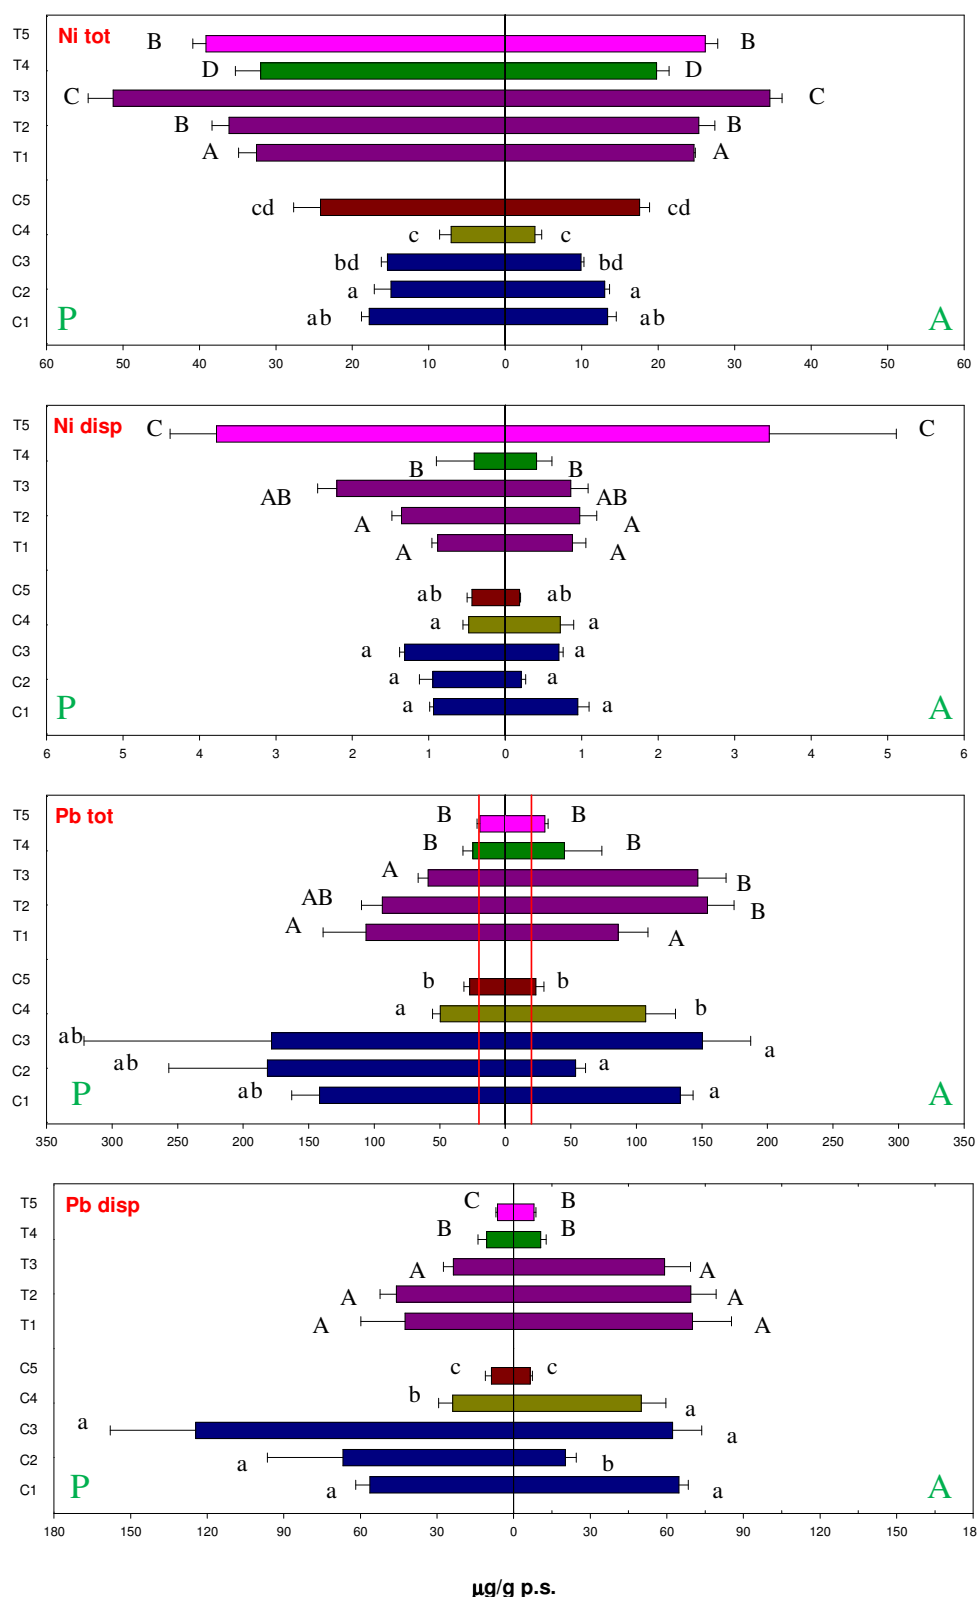 Ni tot
T5 B B
T4 D D
T3 C C
T2 B B
T1 A A
C5 cd cd
C4 c c
C3 bd bd
C2 a a
C1 ab ab
P A
60 50 40 30 20 10 0 10 20 30 40 50 60
Ni disp
T5 C C
T4 B B
T3 AB AB
T2 A A
T1 A A
C5 ab ab
C4 a a
C3 a a
C2 a a
C1 a a
P A
6 5 4 3 2 1 0 1 2 3 4 5 6
Pb tot
T5 B B
T4 B B
T3 A B
T2 AB B
T1 A A
C5 b b
C4 a b
C3 ab a
C2 ab a
C1 ab a
P A
350 300 250 200 150 100 50 0 50 100 150 200 250 300 350
Pb disp
T5 C B
T4 B B
T3 A A
T2 A A
T1 A A
C5 c c
C4 b a
C3 a a
C2 a b
C1 a a
P A
180 150 120 90 60 30 0 30 60 90 120 150 18
µg/g p.s.